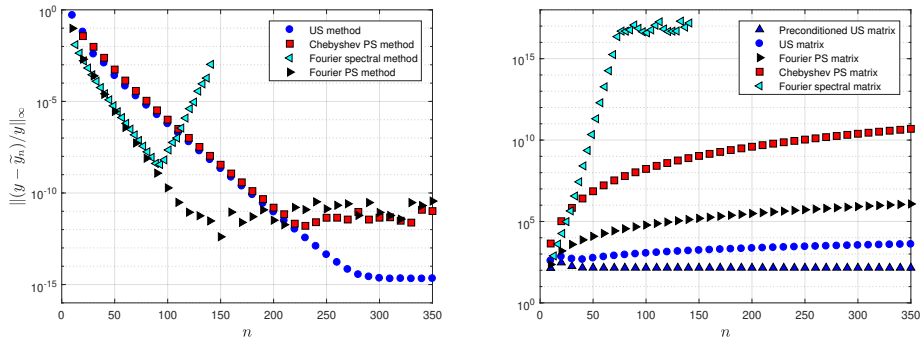 10^0
10^-5
10^-10
10^-15
‖(y − ỹ_n)/y‖_∞
0 50 100 150 200 250 300 350
n
US method
Chebyshev PS method
Fourier spectral method
Fourier PS method
10^15
10^10
10^5
10^0
0 50 100 150 200 250 300 350
n
Preconditioned US matrix
US matrix
Fourier PS matrix
Chebyshev PS matrix
Fourier spectral matrix